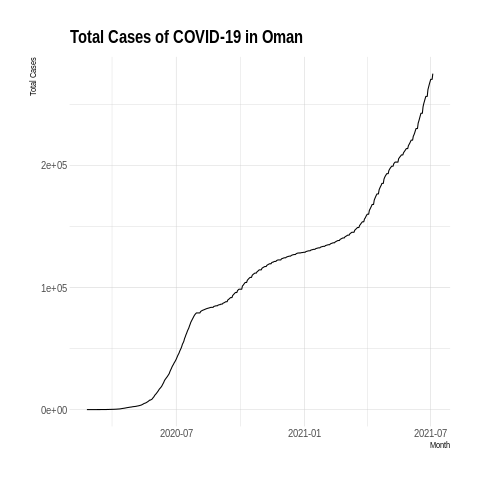 Total Cases of COVID-19 in Oman
Total Cases
2e+05
1e+05
0e+00
2020-07
2021-01
2021-07
Month